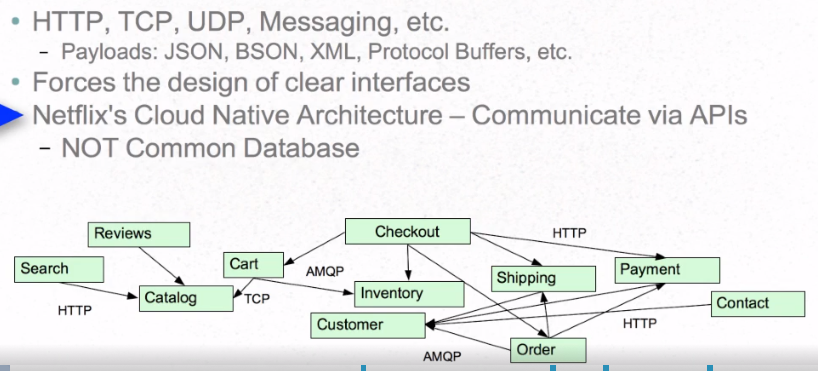 • HTTP, TCP, UDP, Messaging, etc.
– Payloads: JSON, BSON, XML, Protocol Buffers, etc.
• Forces the design of clear interfaces
Netflix's Cloud Native Architecture – Communicate via APIs
– NOT Common Database
Reviews
Checkout
HTTP
Search
Cart
AMQP
Shipping
Payment
Catalog
TCP
Inventory
Contact
HTTP
Customer
HTTP
AMQP
Order